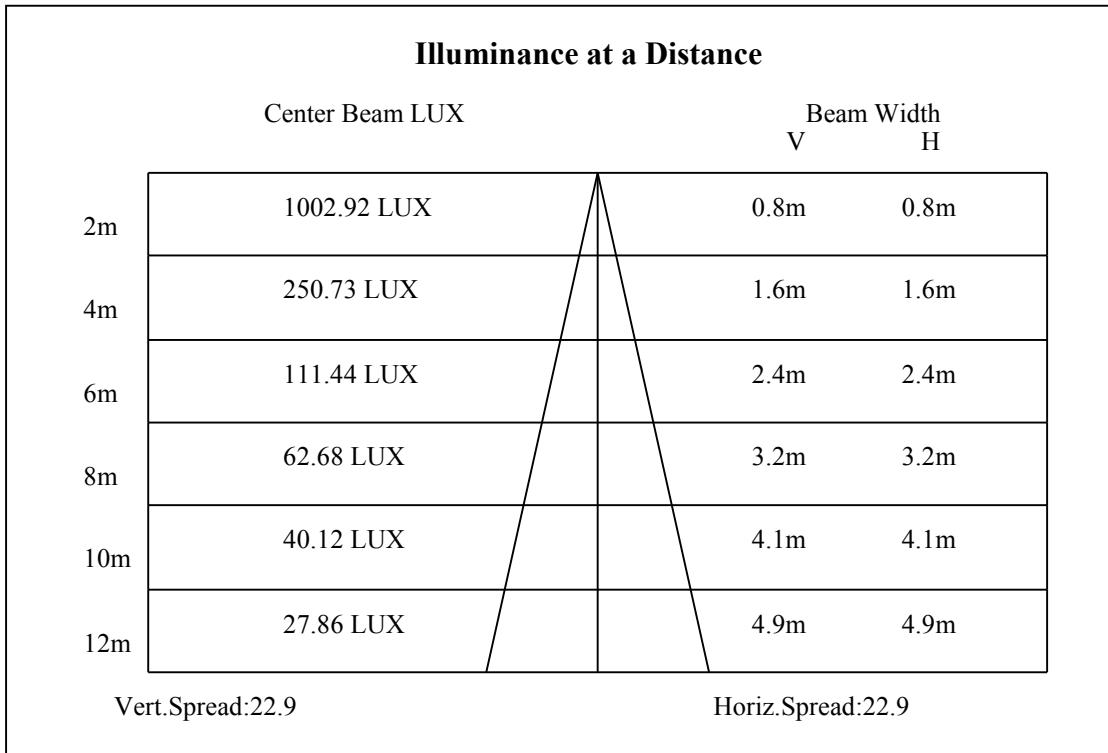 Illuminance at a Distance
Center Beam LUX Beam Width
V H
2m 1002.92 LUX 0.8m 0.8m
4m 250.73 LUX 1.6m 1.6m
6m 111.44 LUX 2.4m 2.4m
8m 62.68 LUX 3.2m 3.2m
10m 40.12 LUX 4.1m 4.1m
12m 27.86 LUX 4.9m 4.9m
Vert.Spread:22.9 Horiz.Spread:22.9